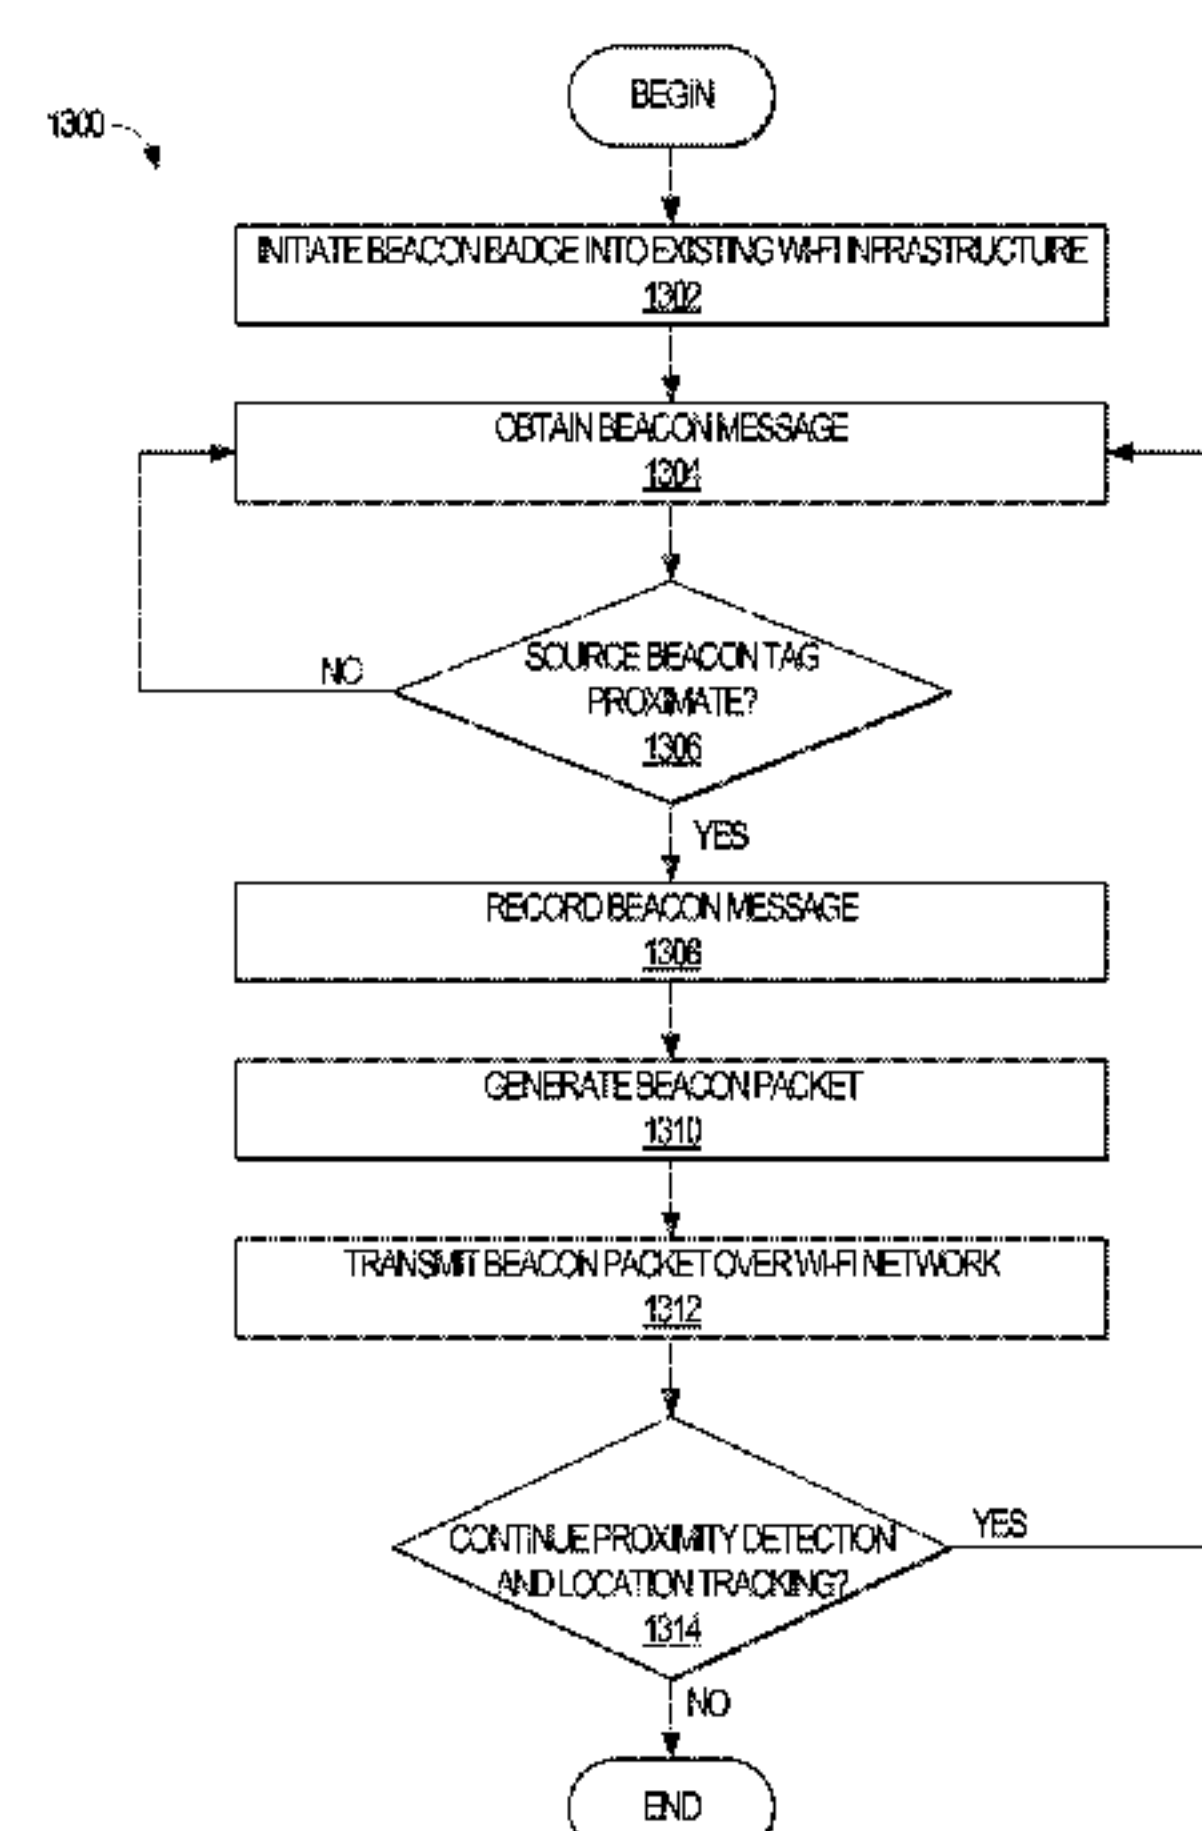 BEGIN
1300
INITIATE BEACON BADGE INTO EXISTING WI-FI INFRASTRUCTURE
1302
OBTAIN BEACON MESSAGE
1304
SOURCE BEACON TAG
PROXIMATE?
1306
NO
YES
RECORD BEACON MESSAGE
1308
GENERATE BEACON PACKET
1310
TRANSMIT BEACON PACKET OVER WI-FI NETWORK
1312
CONTINUE PROXIMITY DETECTION
AND LOCATION TRACKING?
1314
YES
NO
END